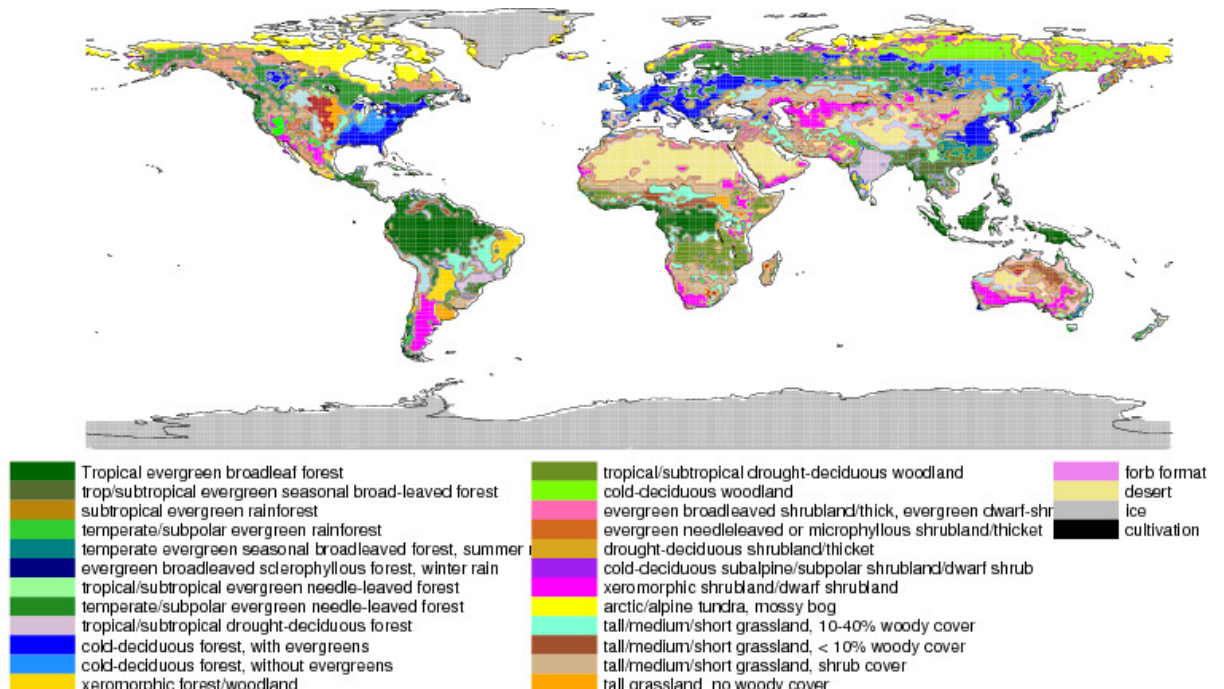 Tropical evergreen broadleaf forest
trop/subtropical evergreen seasonal broad-leaved forest
subtropical evergreen rainforest
temperate/subpolar evergreen rainforest
temperate evergreen seasonal broadleaved forest, summer
evergreen broadleaved sclerophyllous forest, winter rain
tropical/subtropical evergreen needle-leaved forest
temperate/subpolar evergreen needle-leaved forest
tropical/subtropical drought-deciduous forest
cold-deciduous forest, with evergreens
cold-deciduous forest, without evergreens
xeromorphic forest/woodland
tropical/subtropical drought-deciduous woodland
cold-deciduous woodland
evergreen broadleaved shrubland/thick, evergreen dwarf-shr
evergreen needleleaved or microphyllous shrubland/thicket
drought-deciduous shrubland/thicket
cold-deciduous subalpine/subpolar shrubland/dwarf shrub
xeromorphic shrubland/dwarf shrubland
arctic/alpine tundra, mossy bog
tall/medium/short grassland, 10-40% woody cover
tall/medium/short grassland, < 10% woody cover
tall/medium/short grassland, shrub cover
tall grassland, no woody cover
forb format
desert
ice
cultivation